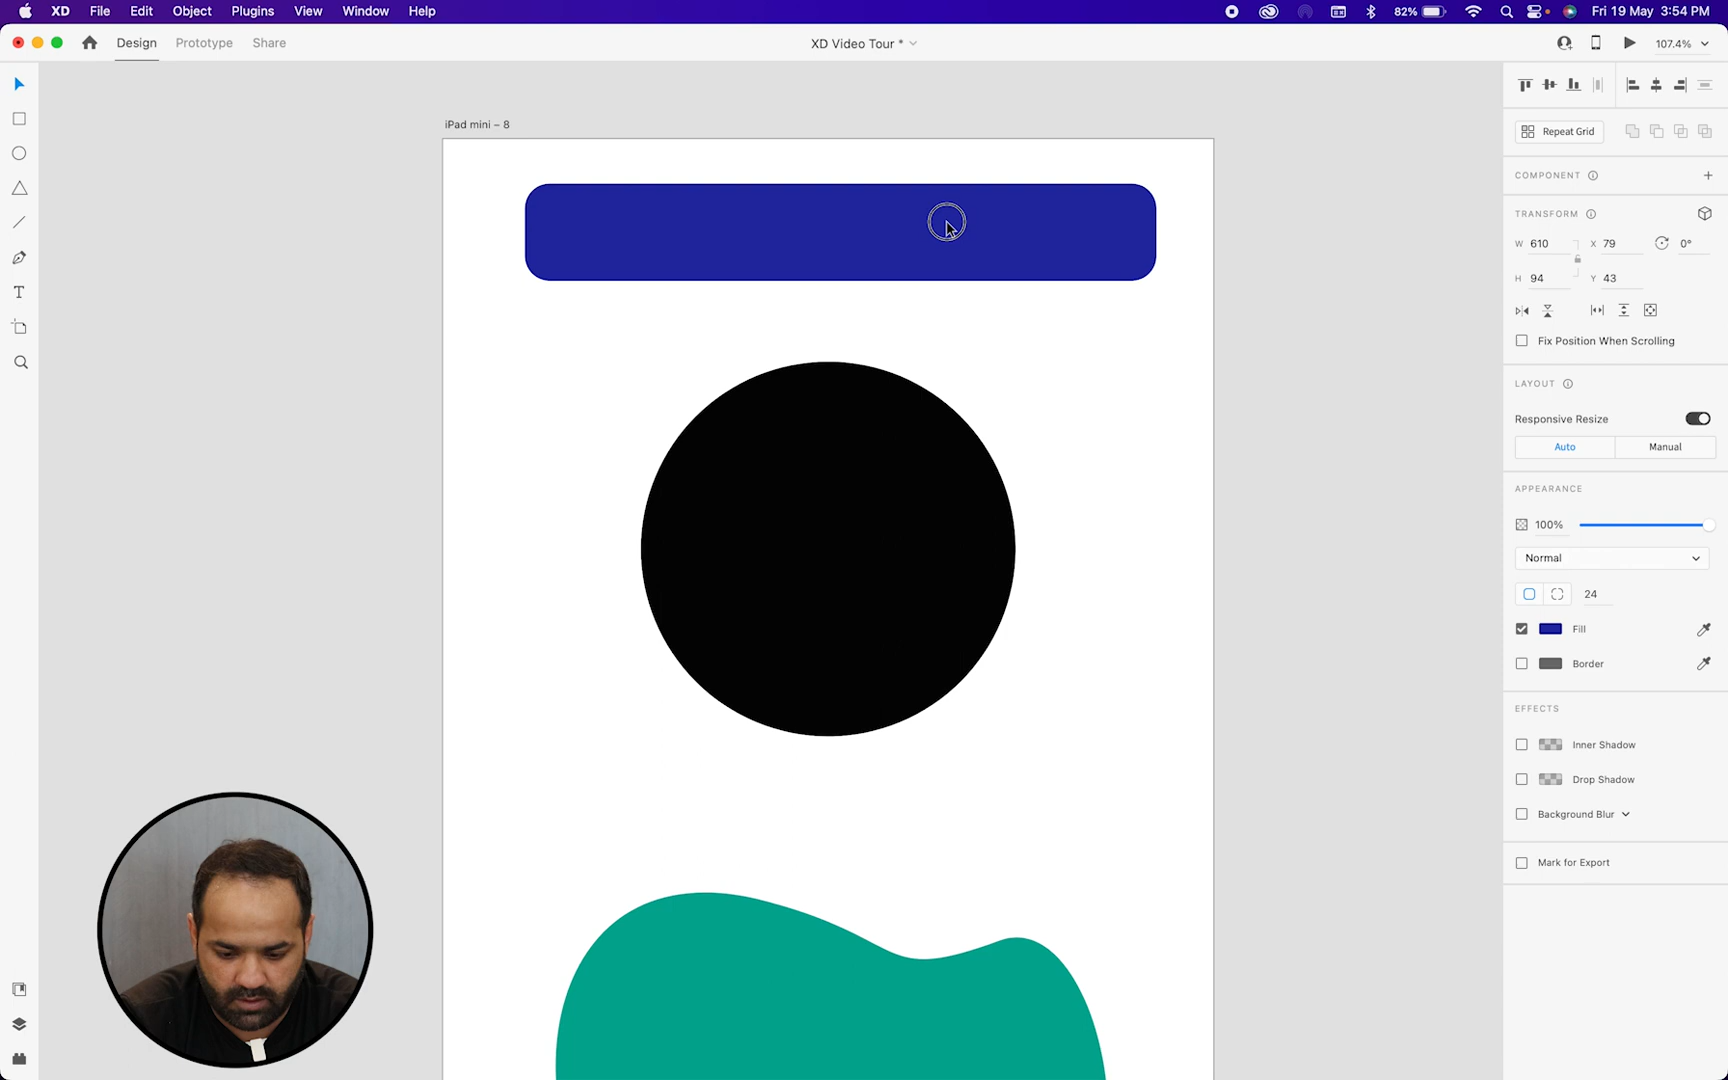 XD File Edit Object Plugins View Window Help 82% Fri 19 May 3:54 PM
Design Prototype Share XD Video Tour * 107.4%
iPad mini – 8
Repeat Grid
COMPONENT
TRANSFORM
W 610 X 79 0°
H 94 Y 43
Fix Position When Scrolling
LAYOUT
Responsive Resize
Auto Manual
APPEARANCE
100%
Normal
24
Fill
Border
EFFECTS
Inner Shadow
Drop Shadow
Background Blur
Mark for Export